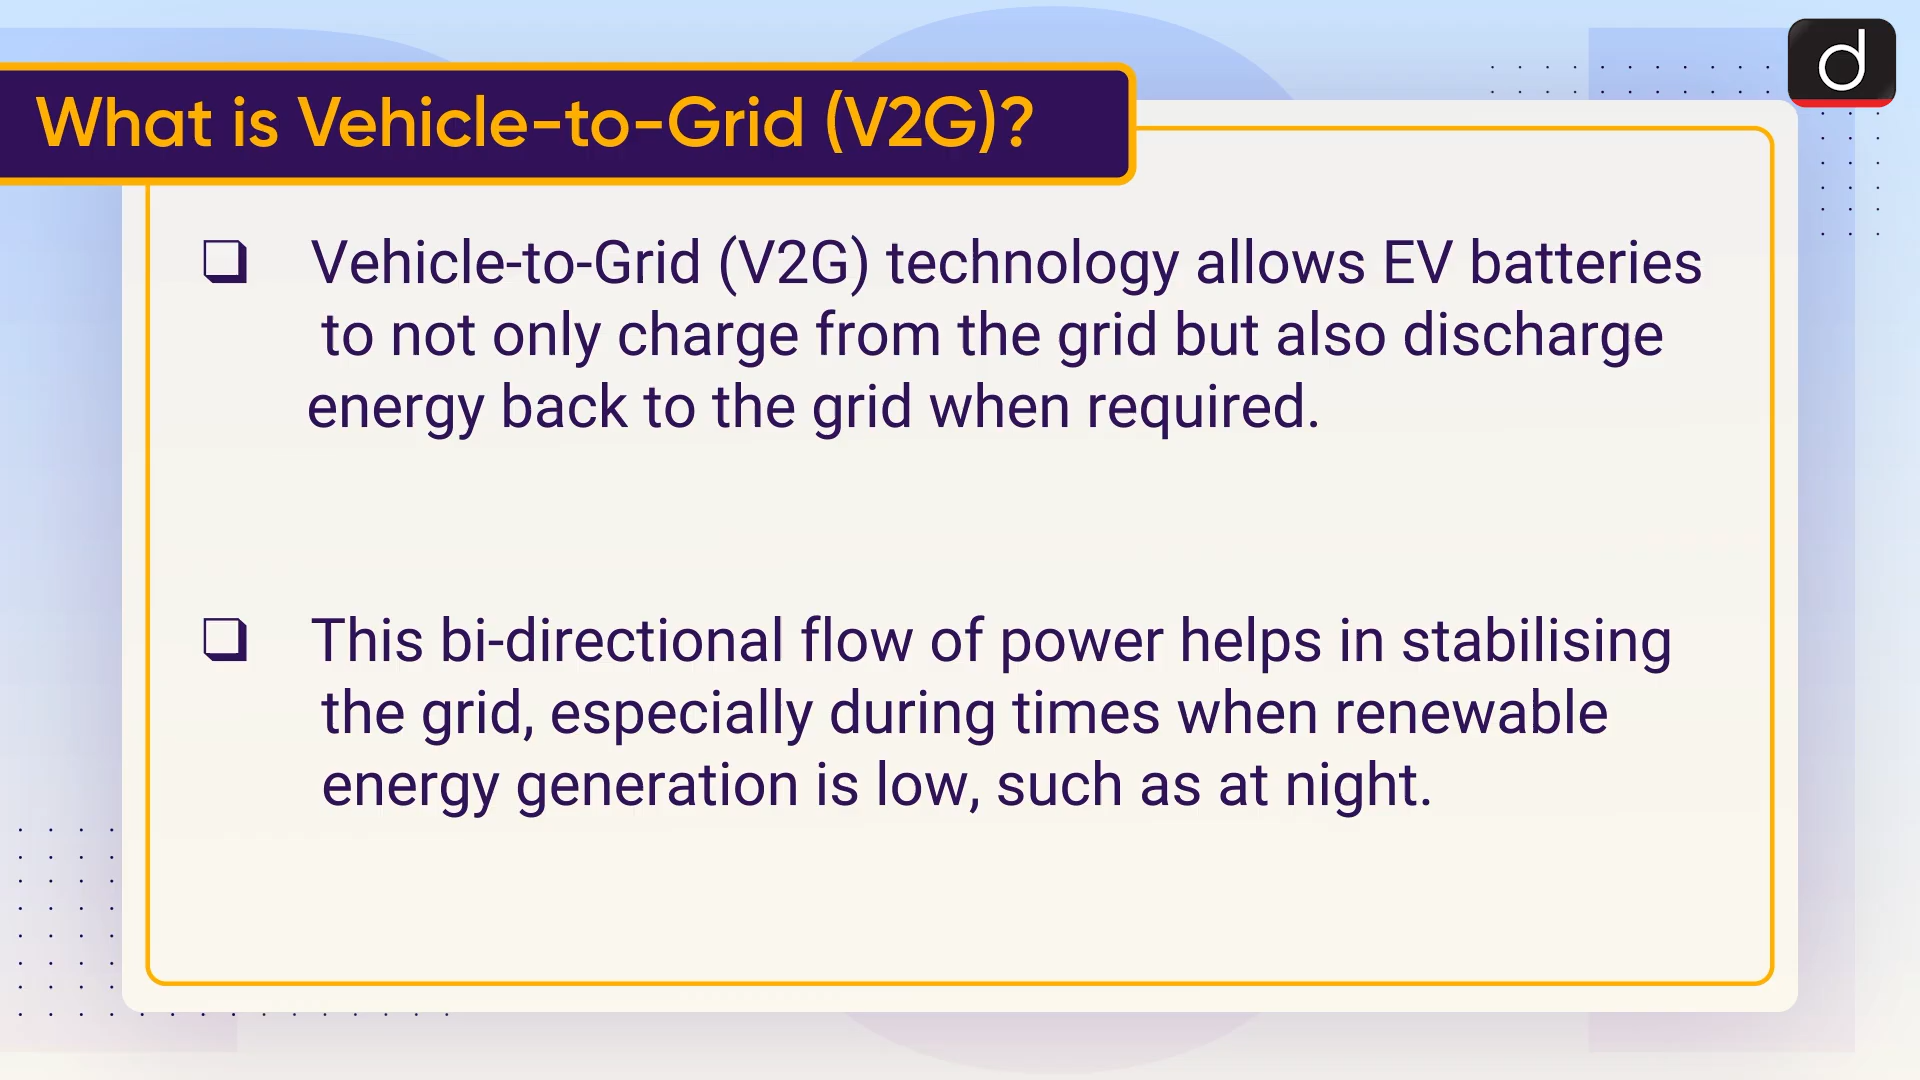 What is Vehicle-to-Grid (V2G)?
d
❑ Vehicle-to-Grid (V2G) technology allows EV batteries
to not only charge from the grid but also discharge
energy back to the grid when required.
❑ This bi-directional flow of power helps in stabilising
the grid, especially during times when renewable
energy generation is low, such as at night.